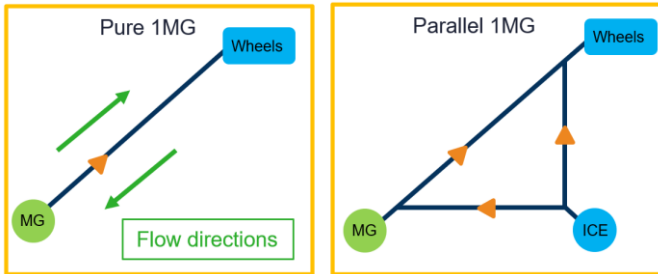 Pure 1MG
Wheels
MG
Flow directions
Parallel 1MG
Wheels
MG
ICE